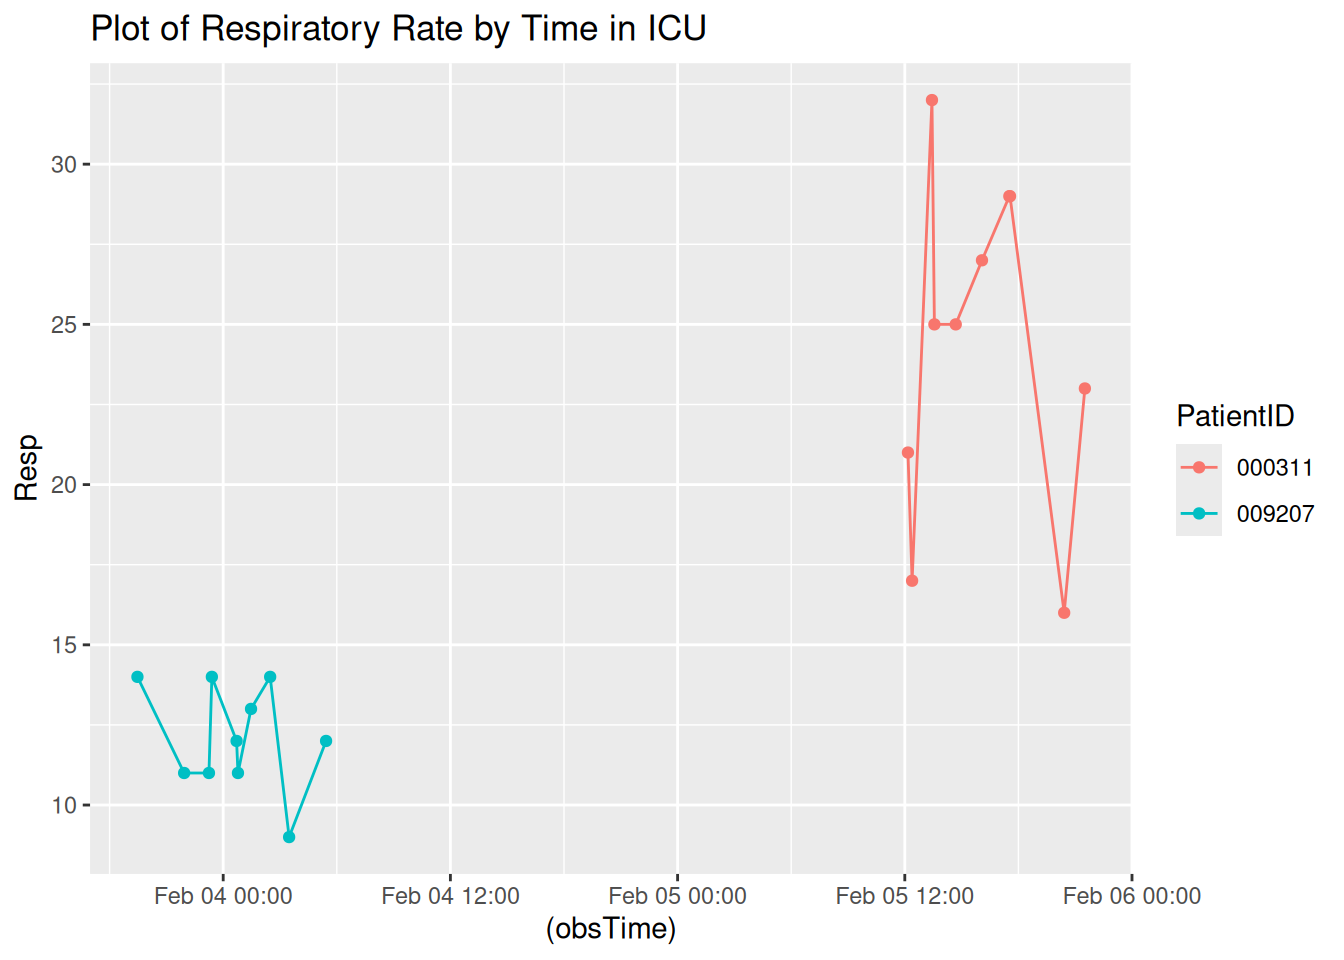 Plot of Respiratory Rate by Time in ICU
30
25
20
15
10
Resp
Feb 04 00:00
Feb 04 12:00
Feb 05 00:00
Feb 05 12:00
Feb 06 00:00
(obsTime)
PatientID
000311
009207